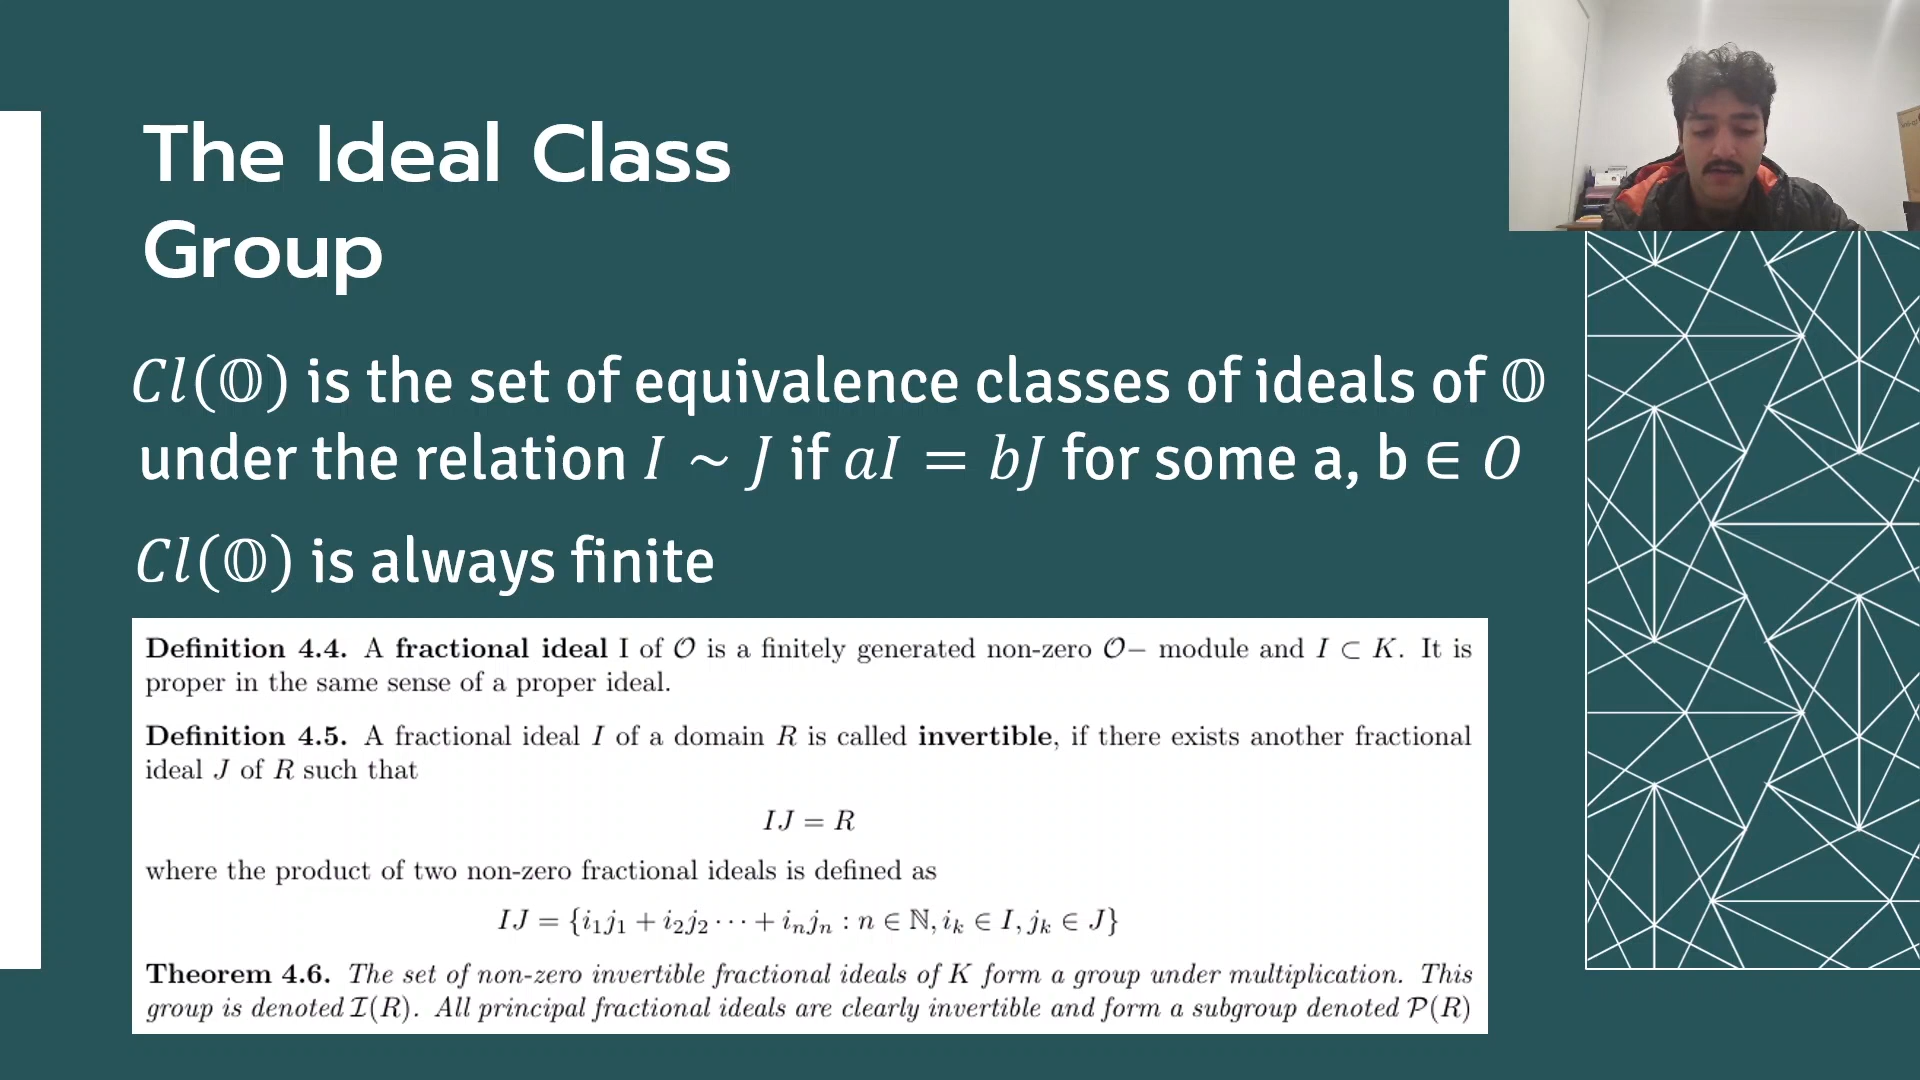 The Ideal Class
Group
𝐶𝑙(𝕆) is the set of equivalence classes of ideals of 𝕆
under the relation 𝐼 ~ 𝐽 if 𝑎𝐼 = 𝑏𝐽 for some a, b ∈ 𝑂
𝐶𝑙(𝕆) is always finite
Definition 4.4. A fractional ideal I of 𝒪 is a finitely generated non-zero 𝒪− module and I ⊂ K. It is
proper in the same sense of a proper ideal.
Definition 4.5. A fractional ideal I of a domain R is called invertible, if there exists another fractional
ideal J of R such that
IJ = R
where the product of two non-zero fractional ideals is defined as
IJ = {i₁j₁ + i₂j₂ ··· + iₙjₙ : n ∈ ℕ, iₖ ∈ I, jₖ ∈ J}
Theorem 4.6. The set of non-zero invertible fractional ideals of K form a group under multiplication. This
group is denoted ℐ(R). All principal fractional ideals are clearly invertible and form a subgroup denoted 𝒫(R)